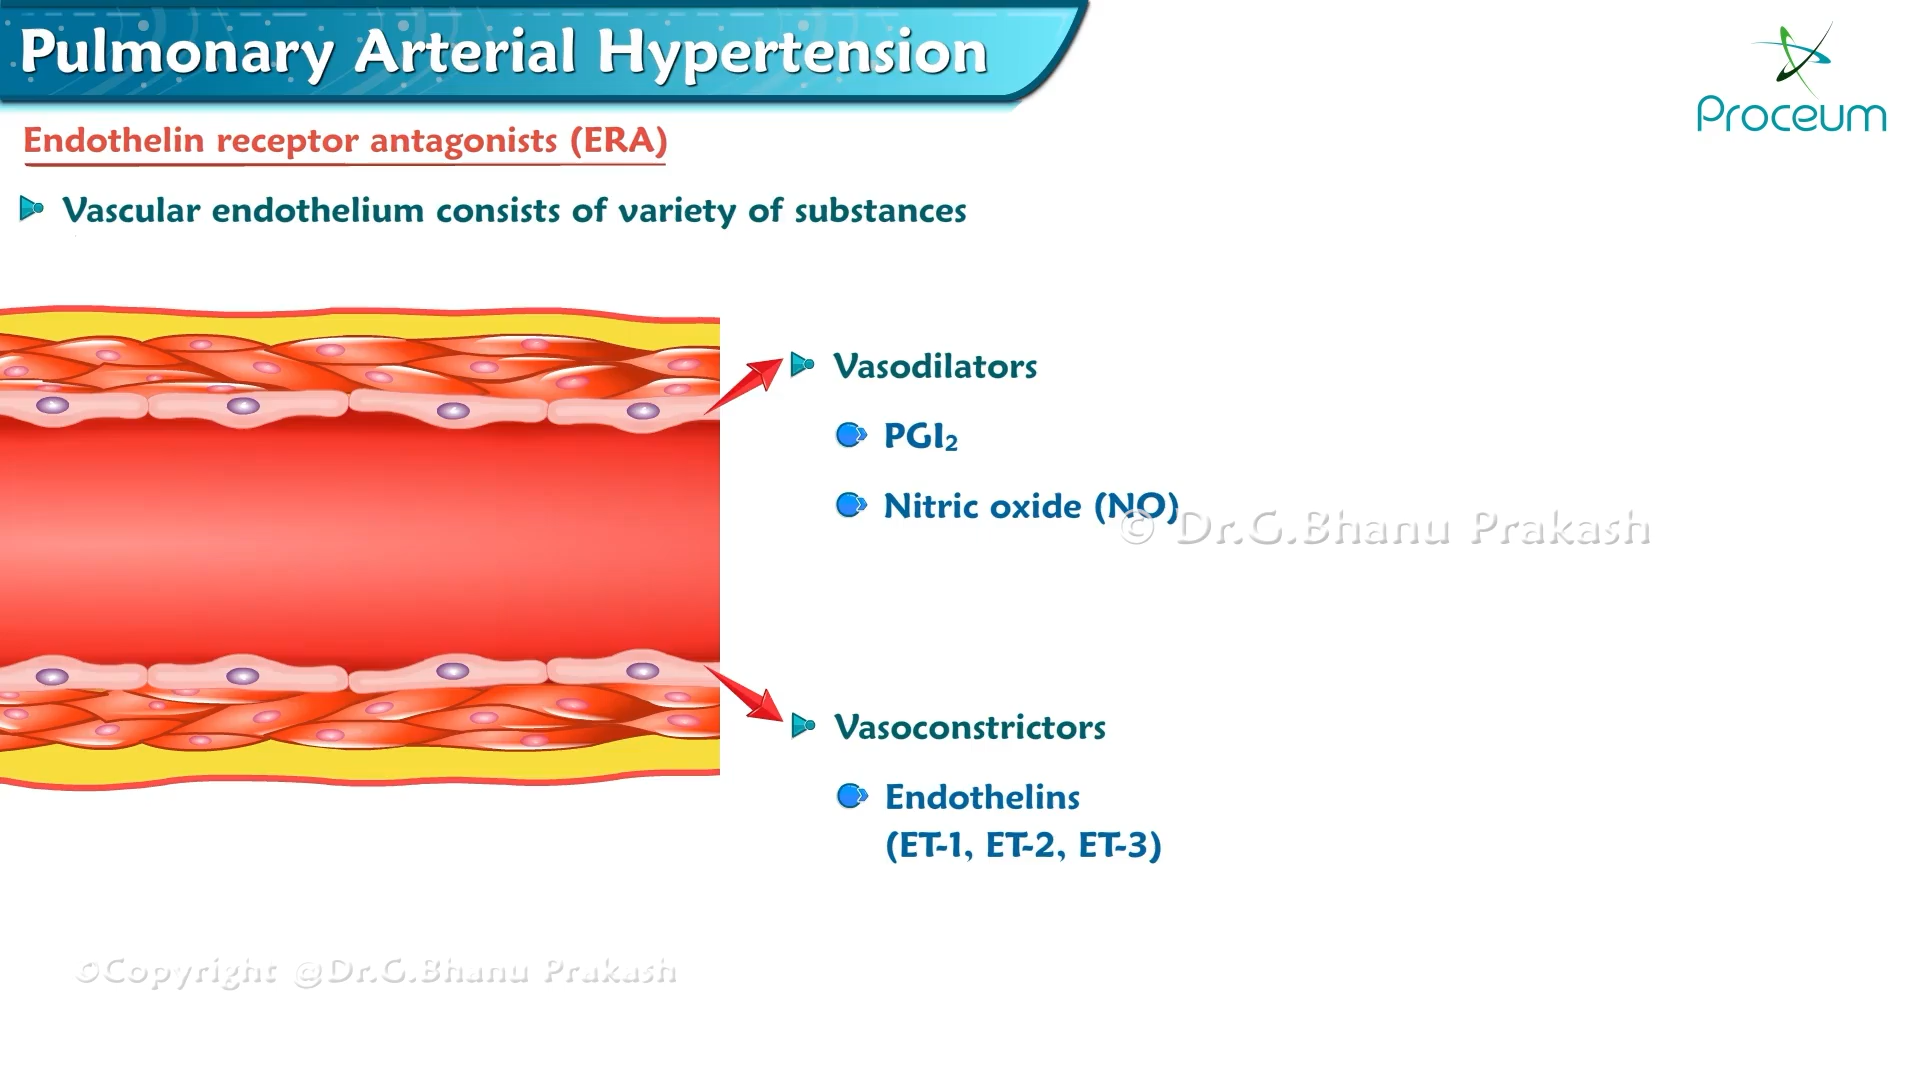 Pulmonary Arterial Hypertension
Proceum
Endothelin receptor antagonists (ERA)
Vascular endothelium consists of variety of substances
Vasodilators
PGI₂
Nitric oxide (NO)
© Dr.G.Bhanu Prakash
Vasoconstrictors
Endothelins
(ET-1, ET-2, ET-3)
©Copyright @Dr.G.Bhanu Prakash